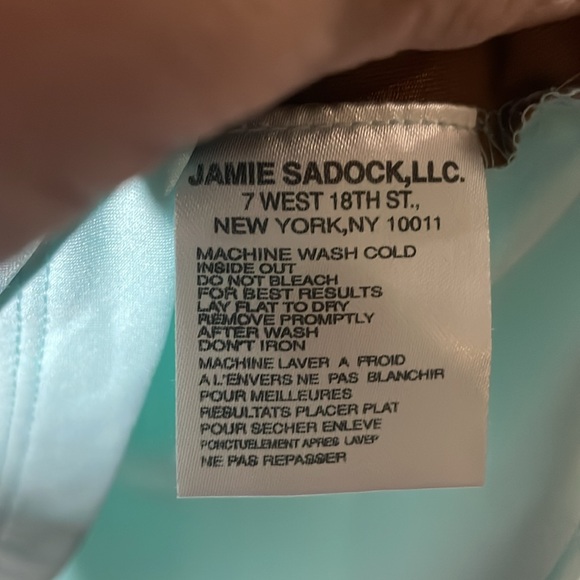 JAMIE SADOCK,LLC.
7 WEST 18TH ST.,
NEW YORK,NY 10011
MACHINE WASH COLD
INSIDE OUT
DO NOT BLEACH
FOR BEST RESULTS
LAY FLAT TO DRY
REMOVE PROMPTLY
AFTER WASH
DON'T IRON
MACHINE LAVER A FROID
A L'ENVERS NE PAS BLANCHIR
POUR MEILLEURES
RESULTATS PLACER PLAT
POUR SECHER ENLEVE
PONCTUELEMENT APRES LAVER
NE PAS REPASSER